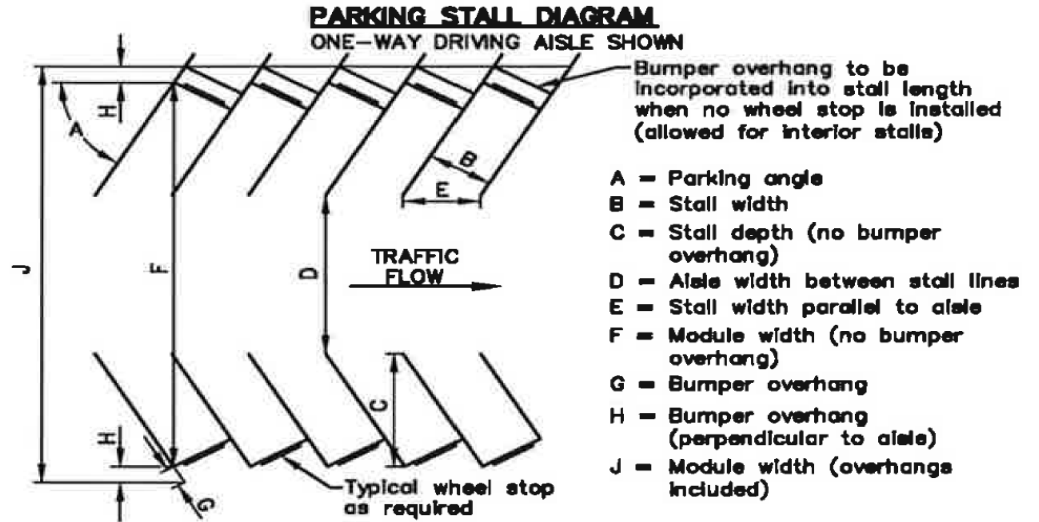 PARKING STALL DIAGRAM
ONE-WAY DRIVING AISLE SHOWN
Bumper overhang to be
incorporated into stall length
when no wheel stop is installed
(allowed for interior stalls)
H
A
B
E
J
F
D
TRAFFIC
FLOW
C
H
G
Typical wheel stop
as required
A = Parking angle
B = Stall width
C = Stall depth (no bumper
overhang)
D = Aisle width between stall lines
E = Stall width parallel to aisle
F = Module width (no bumper
overhang)
G = Bumper overhang
H = Bumper overhang
(perpendicular to aisle)
J = Module width (overhangs
included)